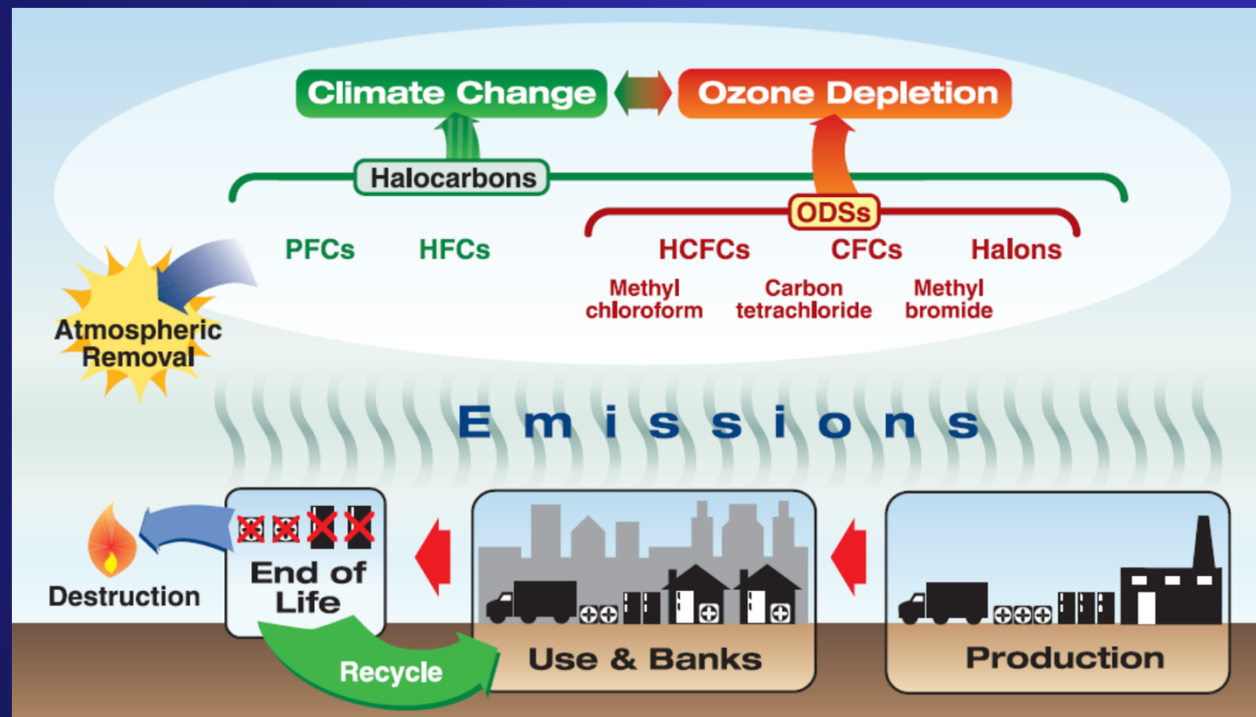 Climate Change
Ozone Depletion
Halocarbons
ODSs
PFCs
HFCs
HCFCs
CFCs
Halons
Methyl
chloroform
Carbon
tetrachloride
Methyl
bromide
Atmospheric
Removal
Emissions
Destruction
End of
Life
Recycle
Use & Banks
Production